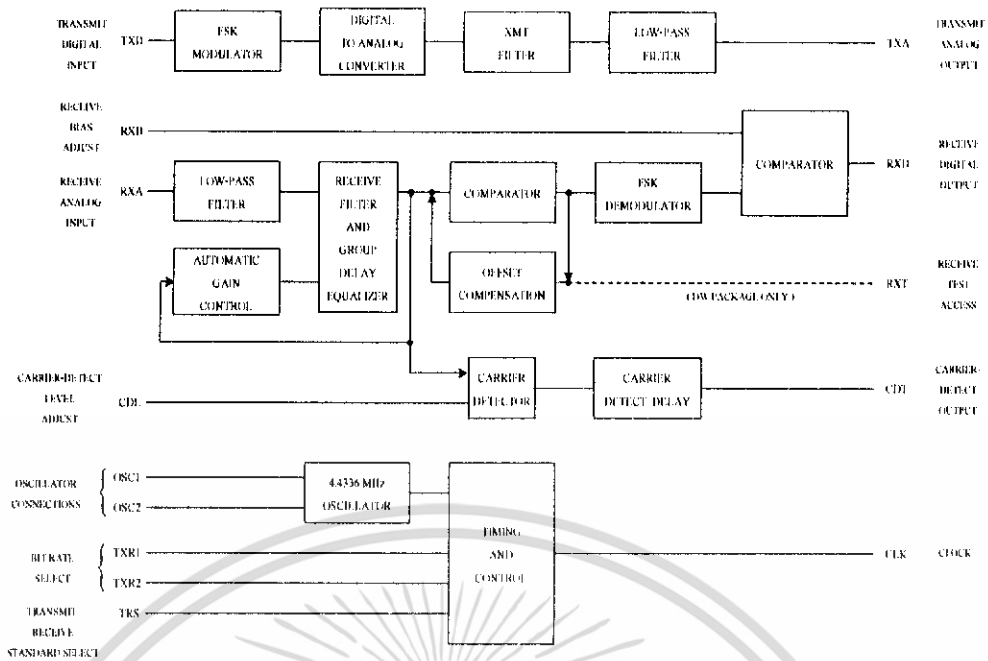 TRANSMIT
DIGITAL
INPUT
TXD
FSK
MODULATOR
DIGITAL
TO ANALOG
CONVERTER
XMT
FILTER
LOW-PASS
FILTER
TXA
TRANSMIT
ANALOG
OUTPUT
RECEIVE
BIAS
ADJUST
RXB
COMPARATOR
RXD
RECEIVE
DIGITAL
OUTPUT
RECEIVE
ANALOG
INPUT
RXA
LOW-PASS
FILTER
RECEIVE
FILTER
AND
GROUP
DELAY
EQUALIZER
COMPARATOR
FSK
DEMODULATOR
AUTOMATIC
GAIN
CONTROL
OFFSET
COMPENSATION
( DW PACKAGE ONLY )
RXT
RECEIVE
TEST
ACCESS
CARRIER-DETECT
LEVEL
ADJUST
CDL
CARRIER
DETECTOR
CARRIER
DETECT DELAY
CDT
CARRIER-
DETECT
OUTPUT
OSCILLATOR
CONNECTIONS
OSC1
OSC2
4.4336 MHz
OSCILLATOR
TIMING
AND
CONTROL
CLK
CLOCK
BIT RATE
SELECT
TXR1
TXR2
TRANSMIT
RECEIVE
STANDARD SELECT
TRS